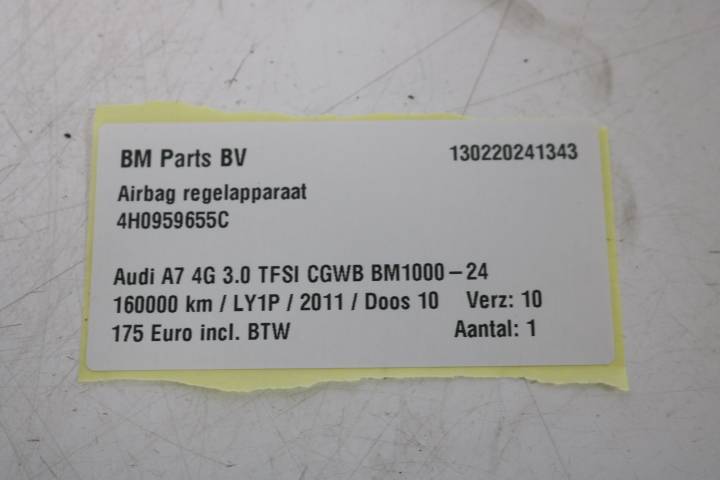 BM Parts BV 130220241343
Airbag regelapparaat
4H0959655C
Audi A7 4G 3.0 TFSI CGWB BM1000-24
160000 km / LY1P / 2011 / Doos 10 Verz: 10
175 Euro incl. BTW Aantal: 1